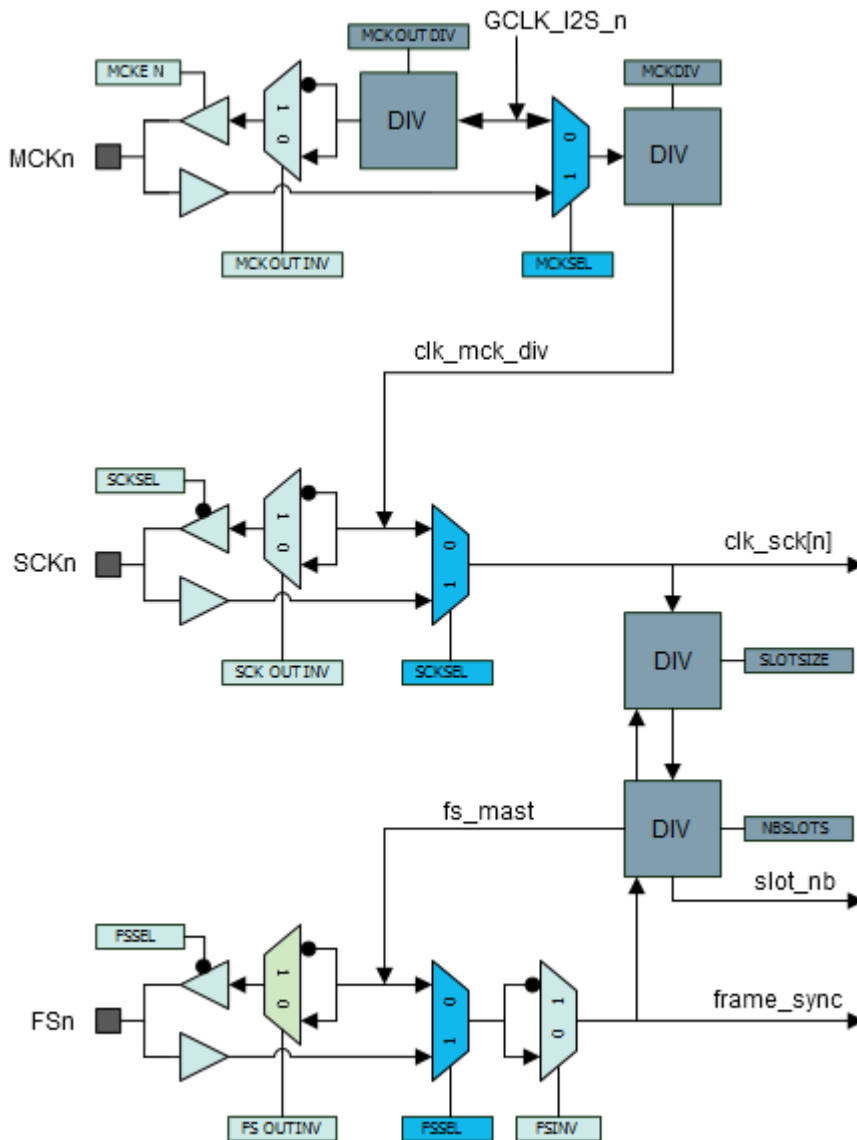 GCLK_I2S_n
MCKOUTDIV
MCKE N
MCKDIV
1 0
DIV
0 1
DIV
MCKn
MCKOUTINV
MCKSEL
clk_mck_div
SCKSEL
1 0
0 1
clk_sck[n]
SCKn
DIV
SLOTSIZE
SCK OUTINV
SCKSEL
fs_mast
DIV
NBSLOTS
slot_nb
FSSEL
1 0
0 1
1 0
frame_sync
FSn
FS OUTINV
FSSEL
FSINV